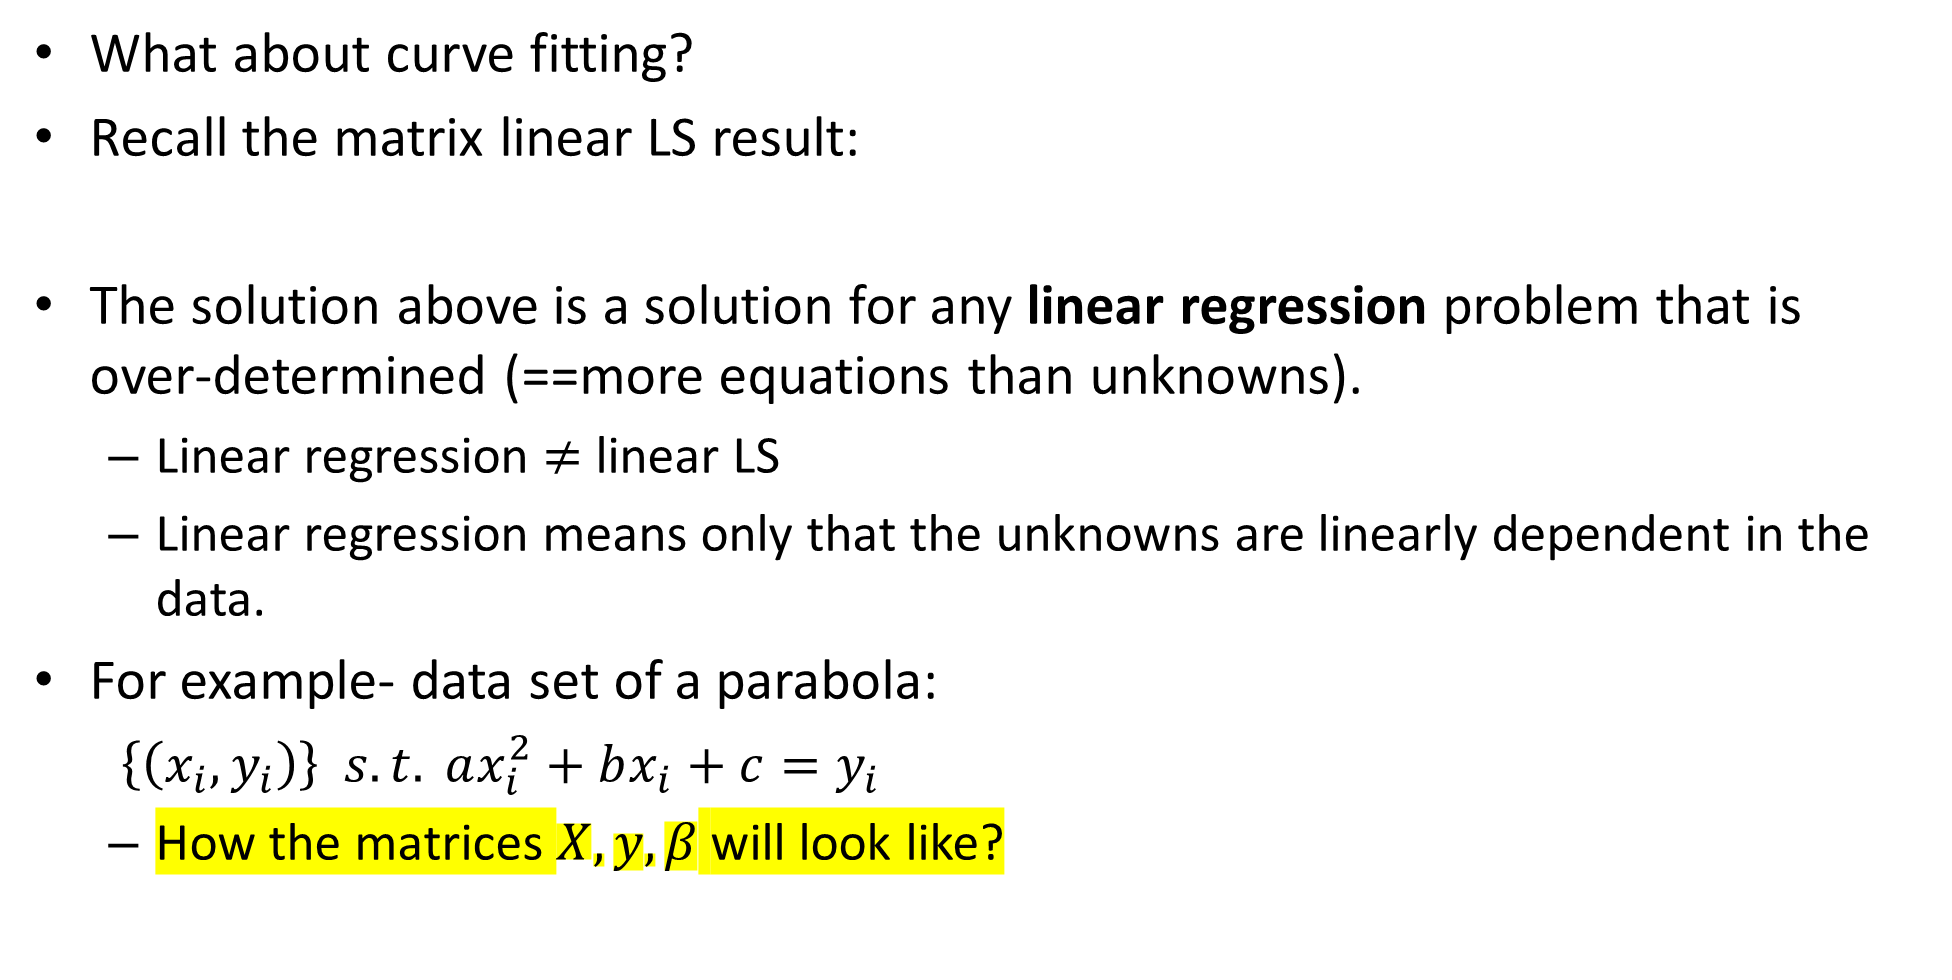 • What about curve fitting?
• Recall the matrix linear LS result:
• The solution above is a solution for any linear regression problem that is
over-determined (==more equations than unknowns).
– Linear regression ≠ linear LS
– Linear regression means only that the unknowns are linearly dependent in the
data.
• For example- data set of a parabola:
{(xᵢ, yᵢ)} s.t. axᵢ² + bxᵢ + c = yᵢ
– How the matrices X, y, β will look like?